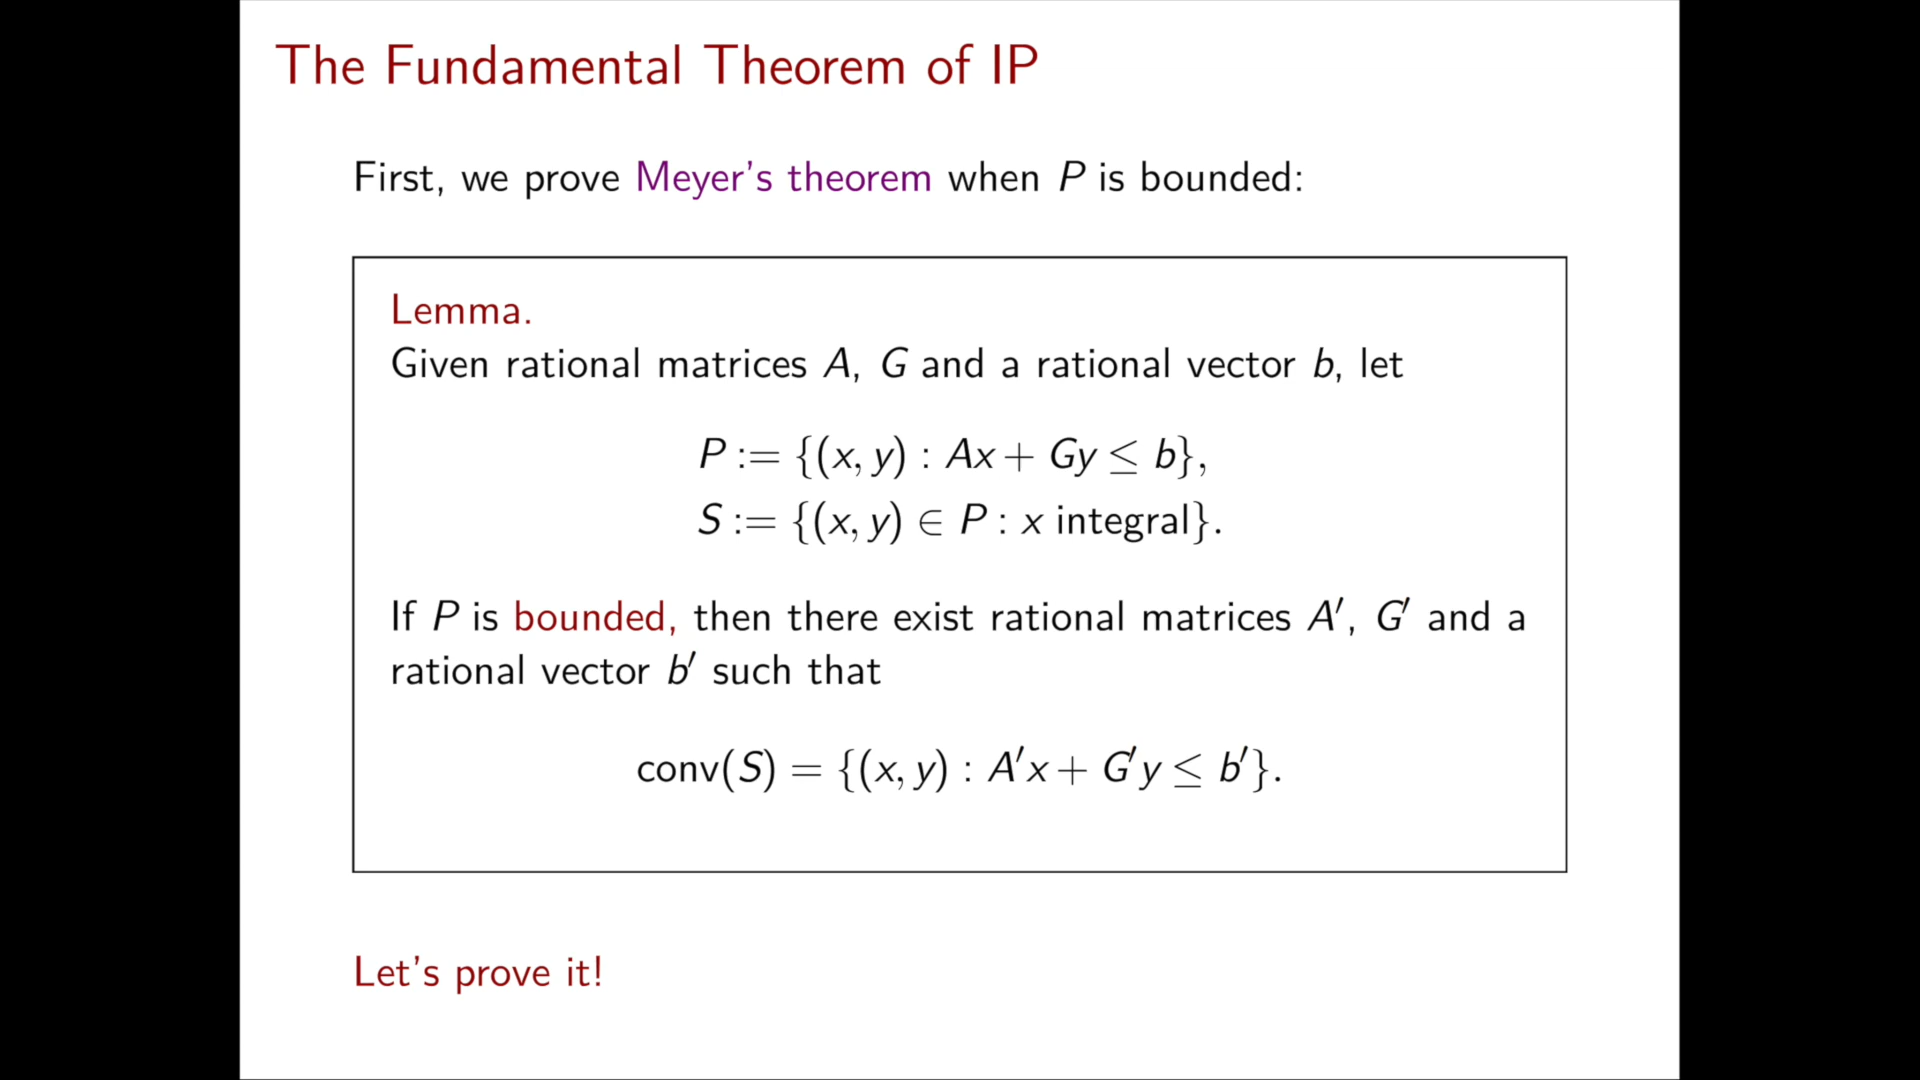 The Fundamental Theorem of IP
First, we prove Meyer's theorem when P is bounded:
Lemma.
Given rational matrices A, G and a rational vector b, let
P := {(x, y) : Ax + Gy ≤ b},
S := {(x, y) ∈ P : x integral}.
If P is bounded, then there exist rational matrices A′, G′ and a
rational vector b′ such that
conv(S) = {(x, y) : A′x + G′y ≤ b′}.
Let's prove it!